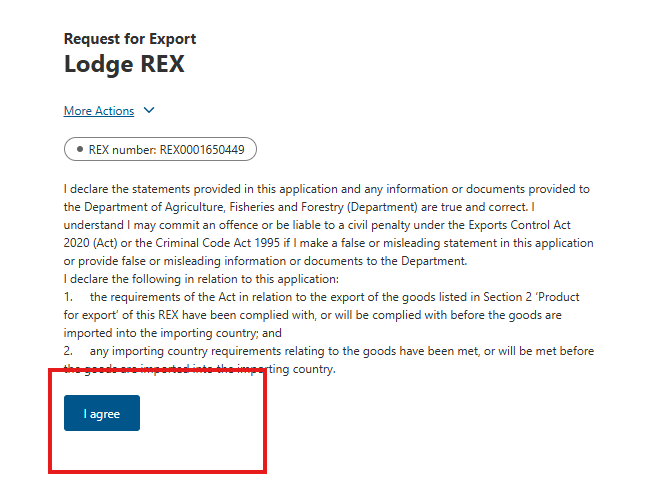 Request for Export
Lodge REX
More Actions
REX number: REX0001650449
I declare the statements provided in this application and any information or documents provided to
the Department of Agriculture, Fisheries and Forestry (Department) are true and correct. I
understand I may commit an offence or be liable to a civil penalty under the Exports Control Act
2020 (Act) or the Criminal Code Act 1995 if I make a false or misleading statement in this application
or provide false or misleading information or documents to the Department.
I declare the following in relation to this application:
1. the requirements of the Act in relation to the export of the goods listed in Section 2 ‘Product
for export’ of this REX have been complied with, or will be complied with before the goods are
imported into the importing country; and
2. any importing country requirements relating to the goods have been met, or will be met before
the goods are imported into the importing country.
I agree